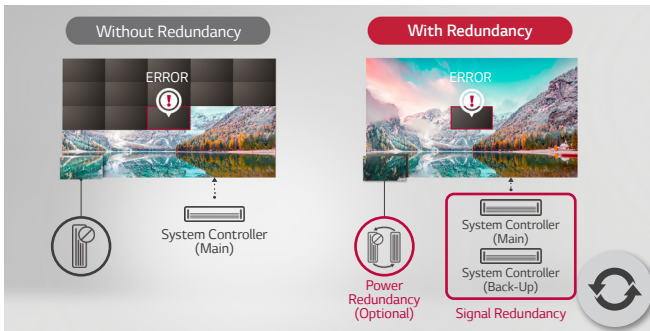 Without Redundancy
With Redundancy
ERROR
ERROR
System Controller
(Main)
System Controller
(Main)
System Controller
(Back-Up)
Power
Redundancy
(Optional)
Signal Redundancy